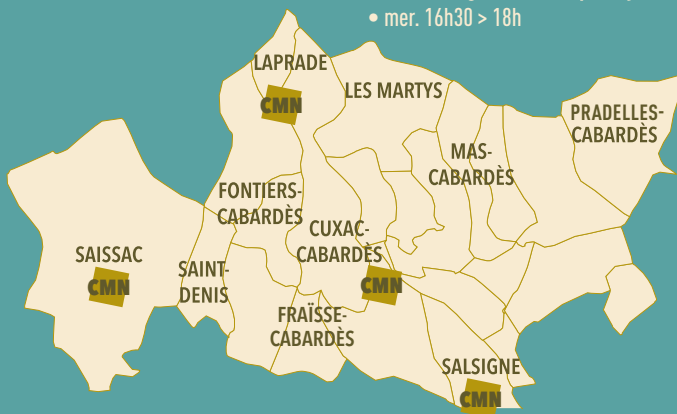 • mer. 16h30 > 18h
LAPRADE
CMN
LES MARTYS
PRADELLES-
CABARDÈS
MAS-
CABARDÈS
FONTIERS-
CABARDÈS
CUXAC-
CABARDÈS
CMN
SAISSAC
CMN
SAINT-
DENIS
FRAÏSSE-
CABARDÈS
SALSIGNE
CMN